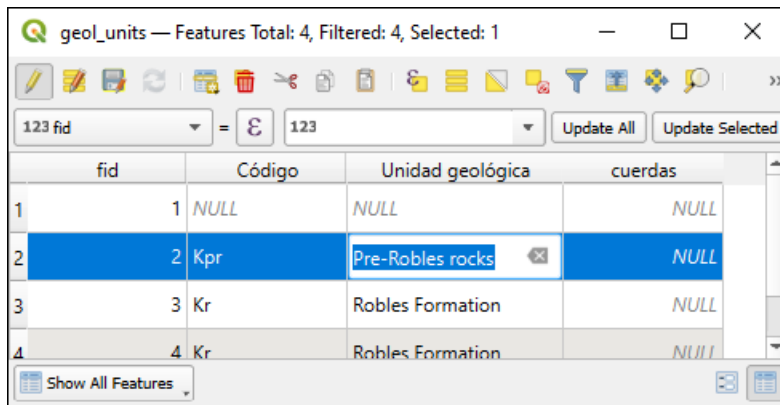 geol_units — Features Total: 4, Filtered: 4, Selected: 1
123 fid = ε 123 Update All Update Selected
fid Código Unidad geológica cuerdas
1 1 NULL NULL NULL
2 2 Kpr Pre-Robles rocks NULL
3 3 Kr Robles Formation NULL
4 4 Kr Robles Formation NULL
Show All Features